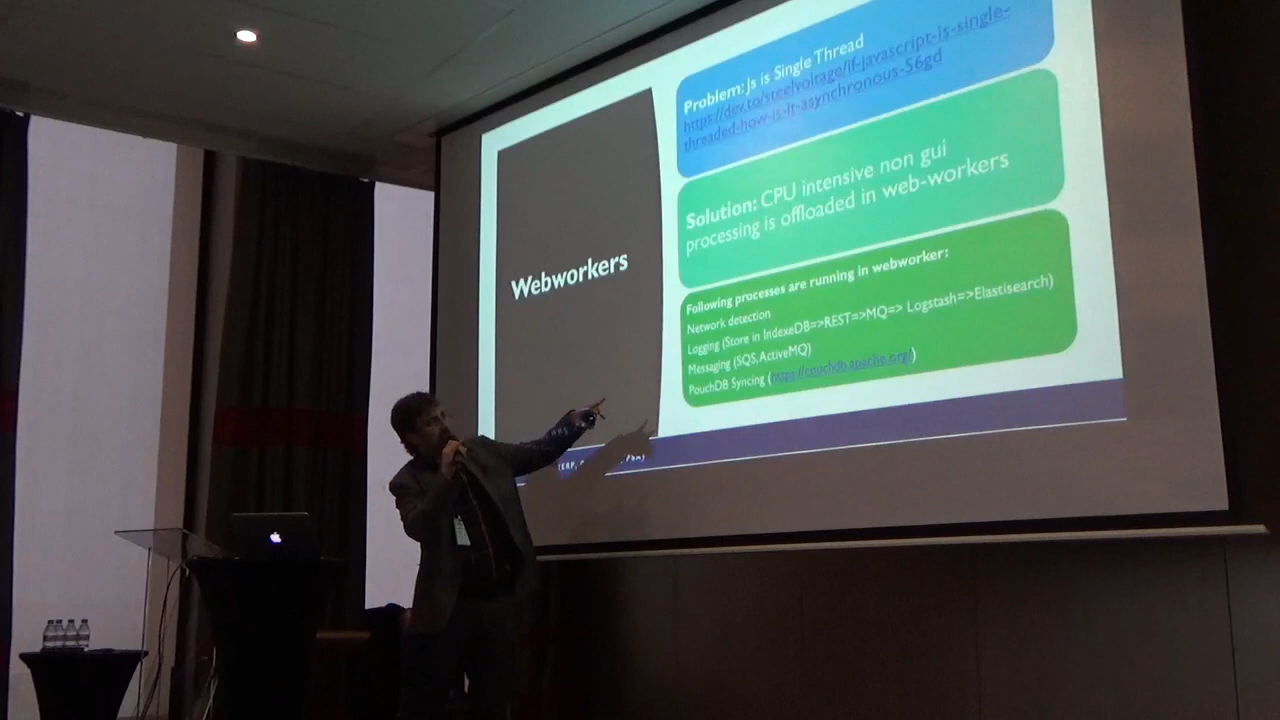 Problem: Js is Single Thread
https://dev.to/steelvoltage/if-javascript-is-single-
threaded-how-is-it-asynchronous-56gd
Solution: CPU intensive non gui
processing is offloaded in web-workers
Webworkers
Following processes are running in webworker:
Network detection
Logging (Store in IndexeDB=>REST=>MQ=> Logstash=>Elastisearch)
Messaging (SQS,ActiveMQ)
PouchDB Syncing (https://couchdb.apache.org/)